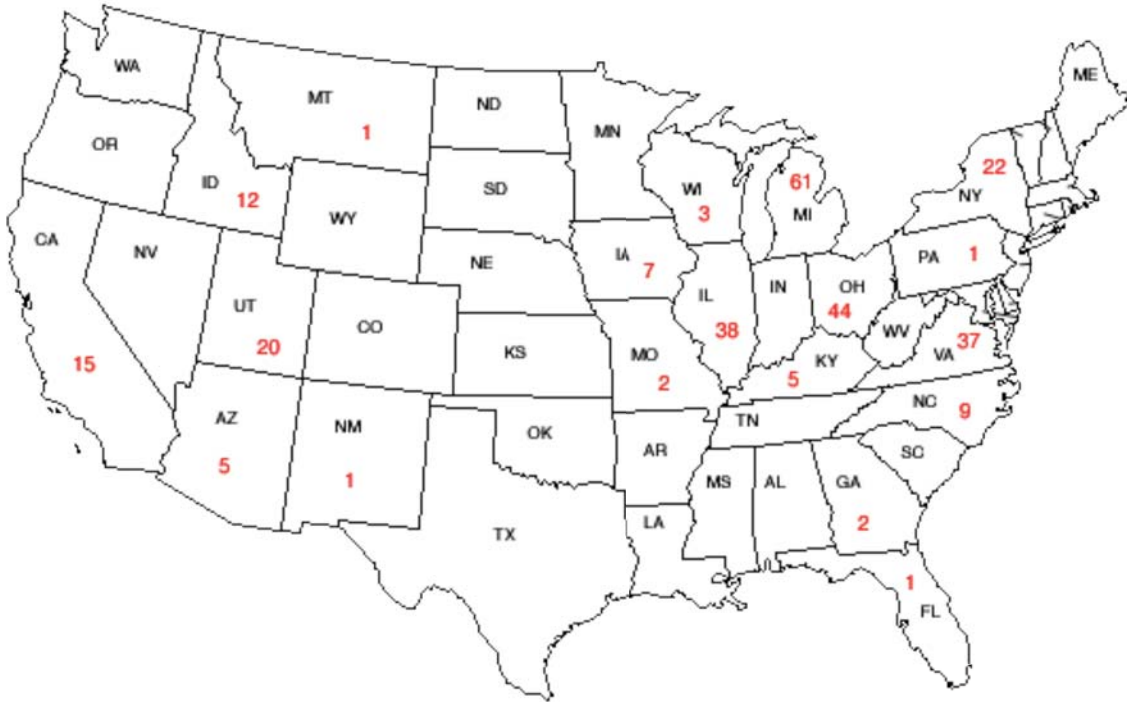 ME
WA
MT
ND
MN
1
OR
22
ID
SD
WI
61
NY
12
WY
3
MI
CA
NV
NE
IA
7
PA
1
UT
IL
IN
OH
CO
44
20
38
WV
37
KS
MO
VA
15
2
KY
5
NC
9
AZ
NM
OK
TN
AR
SC
5
1
MS
AL
GA
LA
2
TX
1
FL